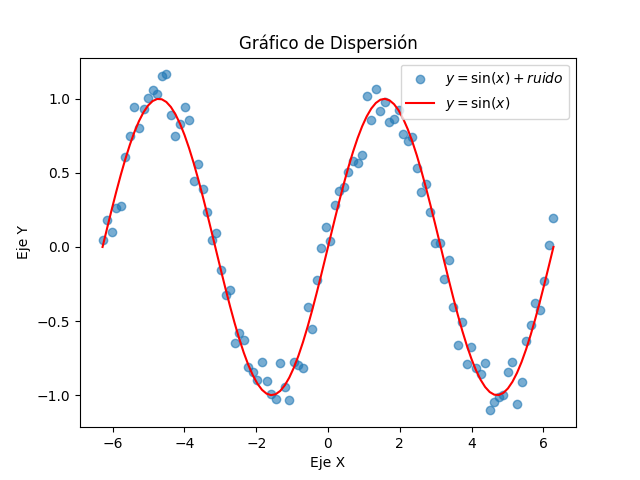 Gráfico de Dispersión
y = sin(x) + ruido
y = sin(x)
Eje Y
1.0
0.5
0.0
−0.5
−1.0
−6 −4 −2 0 2 4 6
Eje X